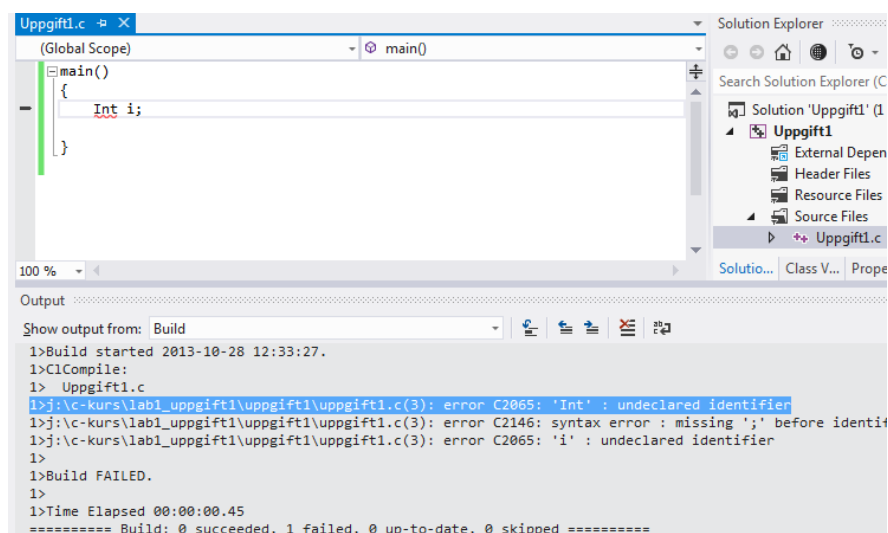 Uppgift1.c
(Global Scope)
main()
main()
{
Int i;
}
100 %
Solution Explorer
Search Solution Explorer (C
Solution 'Uppgift1' (1
Uppgift1
External Depen
Header Files
Resource Files
Source Files
Uppgift1.c
Solutio... Class V... Prope
Output
Show output from: Build
1>Build started 2013-10-28 12:33:27.
1>ClCompile:
1> Uppgift1.c
1>j:\c-kurs\lab1_uppgift1\uppgift1\uppgift1.c(3): error C2065: 'Int' : undeclared identifier
1>j:\c-kurs\lab1_uppgift1\uppgift1\uppgift1.c(3): error C2146: syntax error : missing ';' before identif
1>j:\c-kurs\lab1_uppgift1\uppgift1\uppgift1.c(3): error C2065: 'i' : undeclared identifier
1>
1>Build FAILED.
1>
1>Time Elapsed 00:00:00.45
========== Build: 0 succeeded, 1 failed, 0 up-to-date, 0 skipped ==========